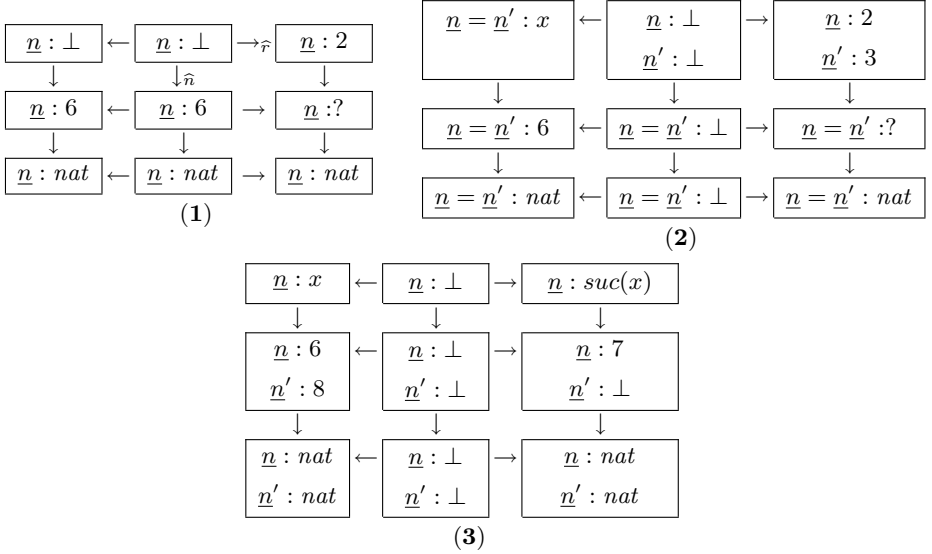 n : ⊥ ← n : ⊥ →r̂ n : 2
↓ ↓n̂ ↓
n : 6 ← n : 6 → n :?
↓ ↓ ↓
n : nat ← n : nat → n : nat
(1)
n = n′ : x ← n : ⊥ → n : 2
n′ : ⊥ n′ : 3
↓ ↓ ↓
n = n′ : 6 ← n = n′ : ⊥ → n = n′ :?
↓ ↓ ↓
n = n′ : nat ← n = n′ : ⊥ → n = n′ : nat
(2)
n : x ← n : ⊥ → n : suc(x)
↓ ↓ ↓
n : 6 ← n : ⊥ → n : 7
n′ : 8 n′ : ⊥ n′ : ⊥
↓ ↓ ↓
n : nat ← n : ⊥ → n : nat
n′ : nat n′ : ⊥ n′ : nat
(3)